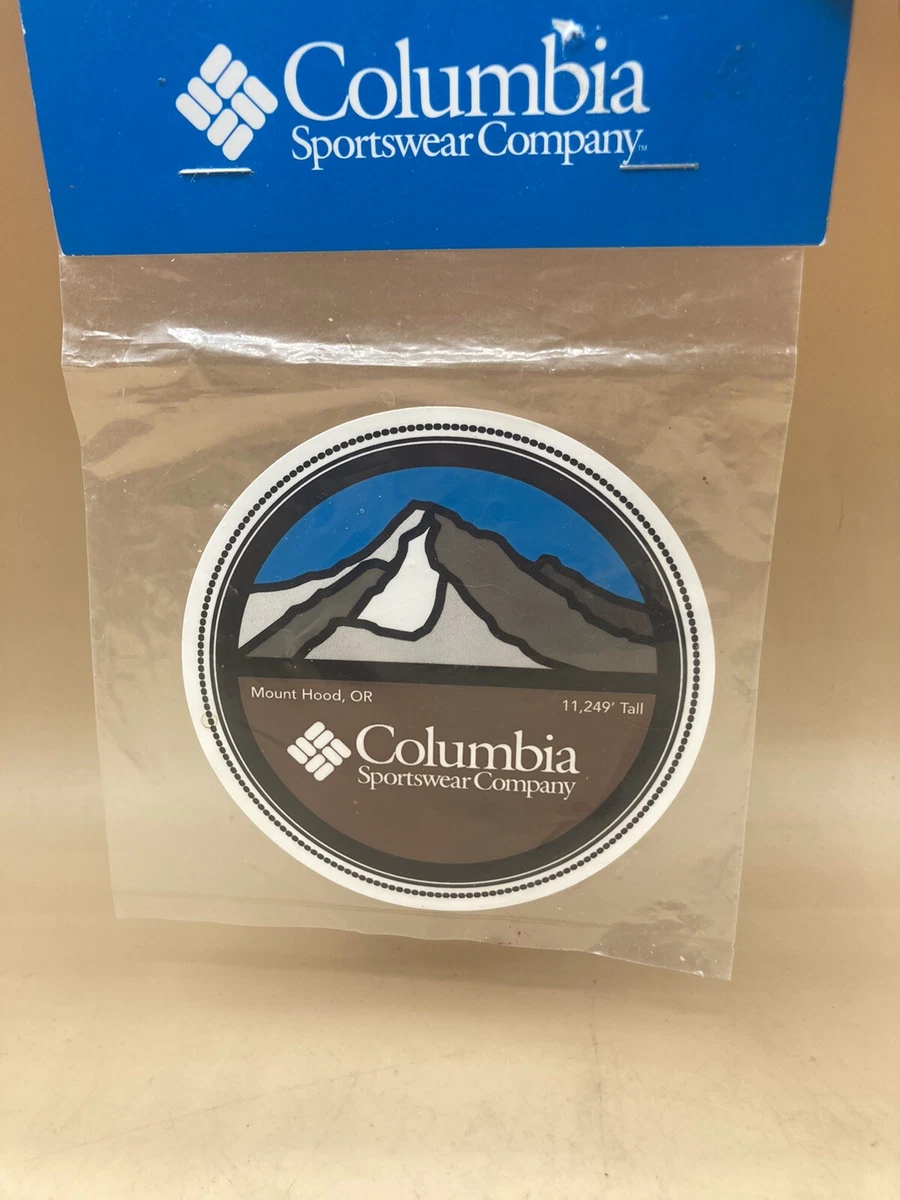 Columbia
Sportswear Company™
Mount Hood, OR
11,249' Tall
Columbia
Sportswear Company